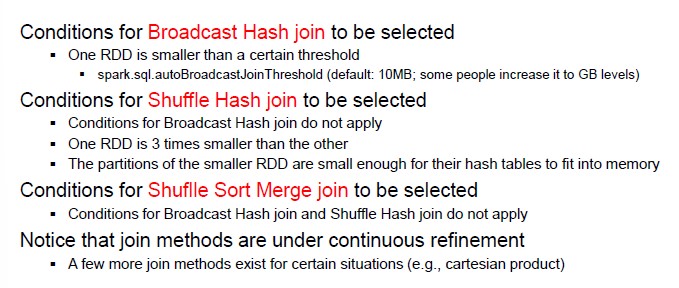 Conditions for Broadcast Hash join to be selected
▪ One RDD is smaller than a certain threshold
▪ spark.sql.autoBroadcastJoinThreshold (default: 10MB; some people increase it to GB levels)
Conditions for Shuffle Hash join to be selected
▪ Conditions for Broadcast Hash join do not apply
▪ One RDD is 3 times smaller than the other
▪ The partitions of the smaller RDD are small enough for their hash tables to fit into memory
Conditions for Shuflle Sort Merge join to be selected
▪ Conditions for Broadcast Hash join and Shuffle Hash join do not apply
Notice that join methods are under continuous refinement
▪ A few more join methods exist for certain situations (e.g., cartesian product)